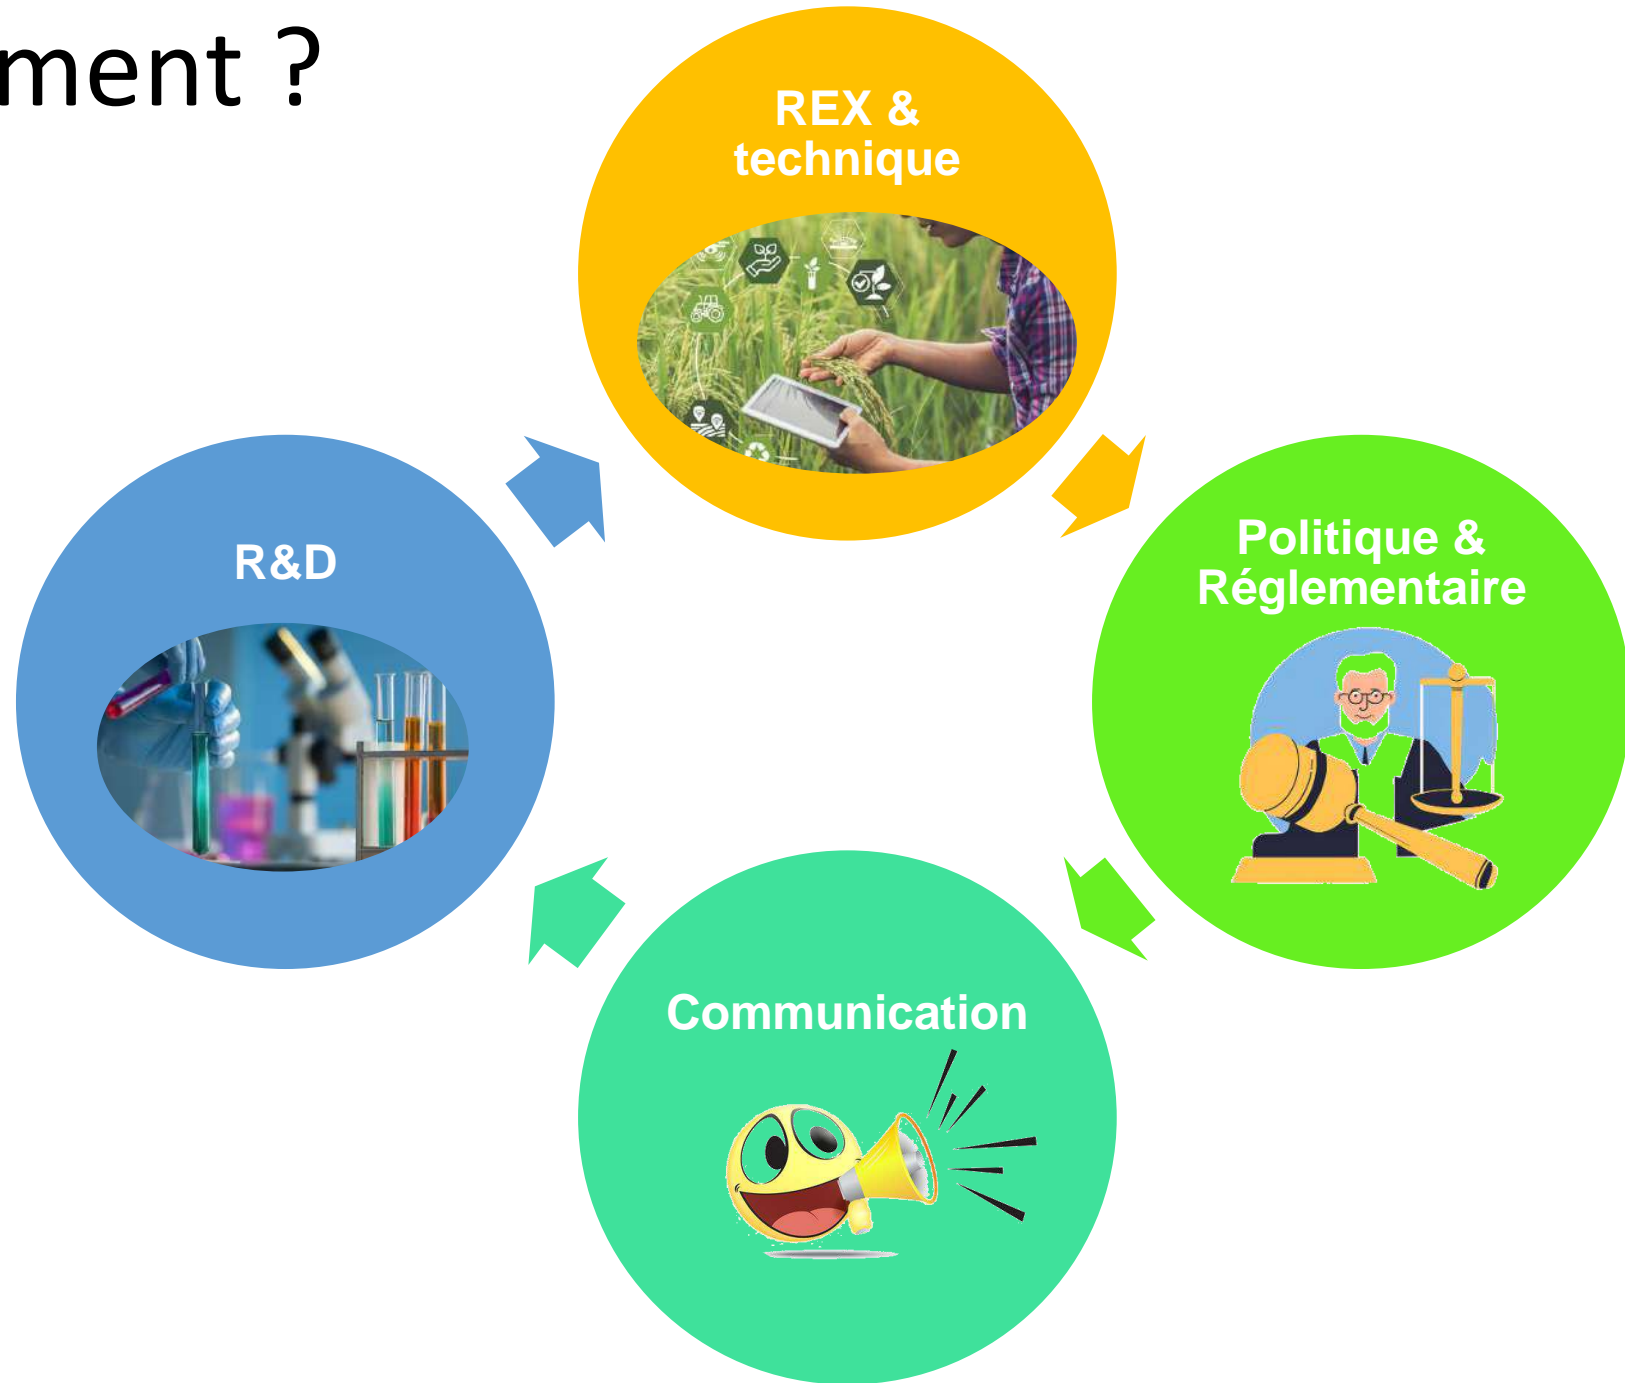 ment ?
REX &
technique
Politique &
Réglementaire
R&D
Communication